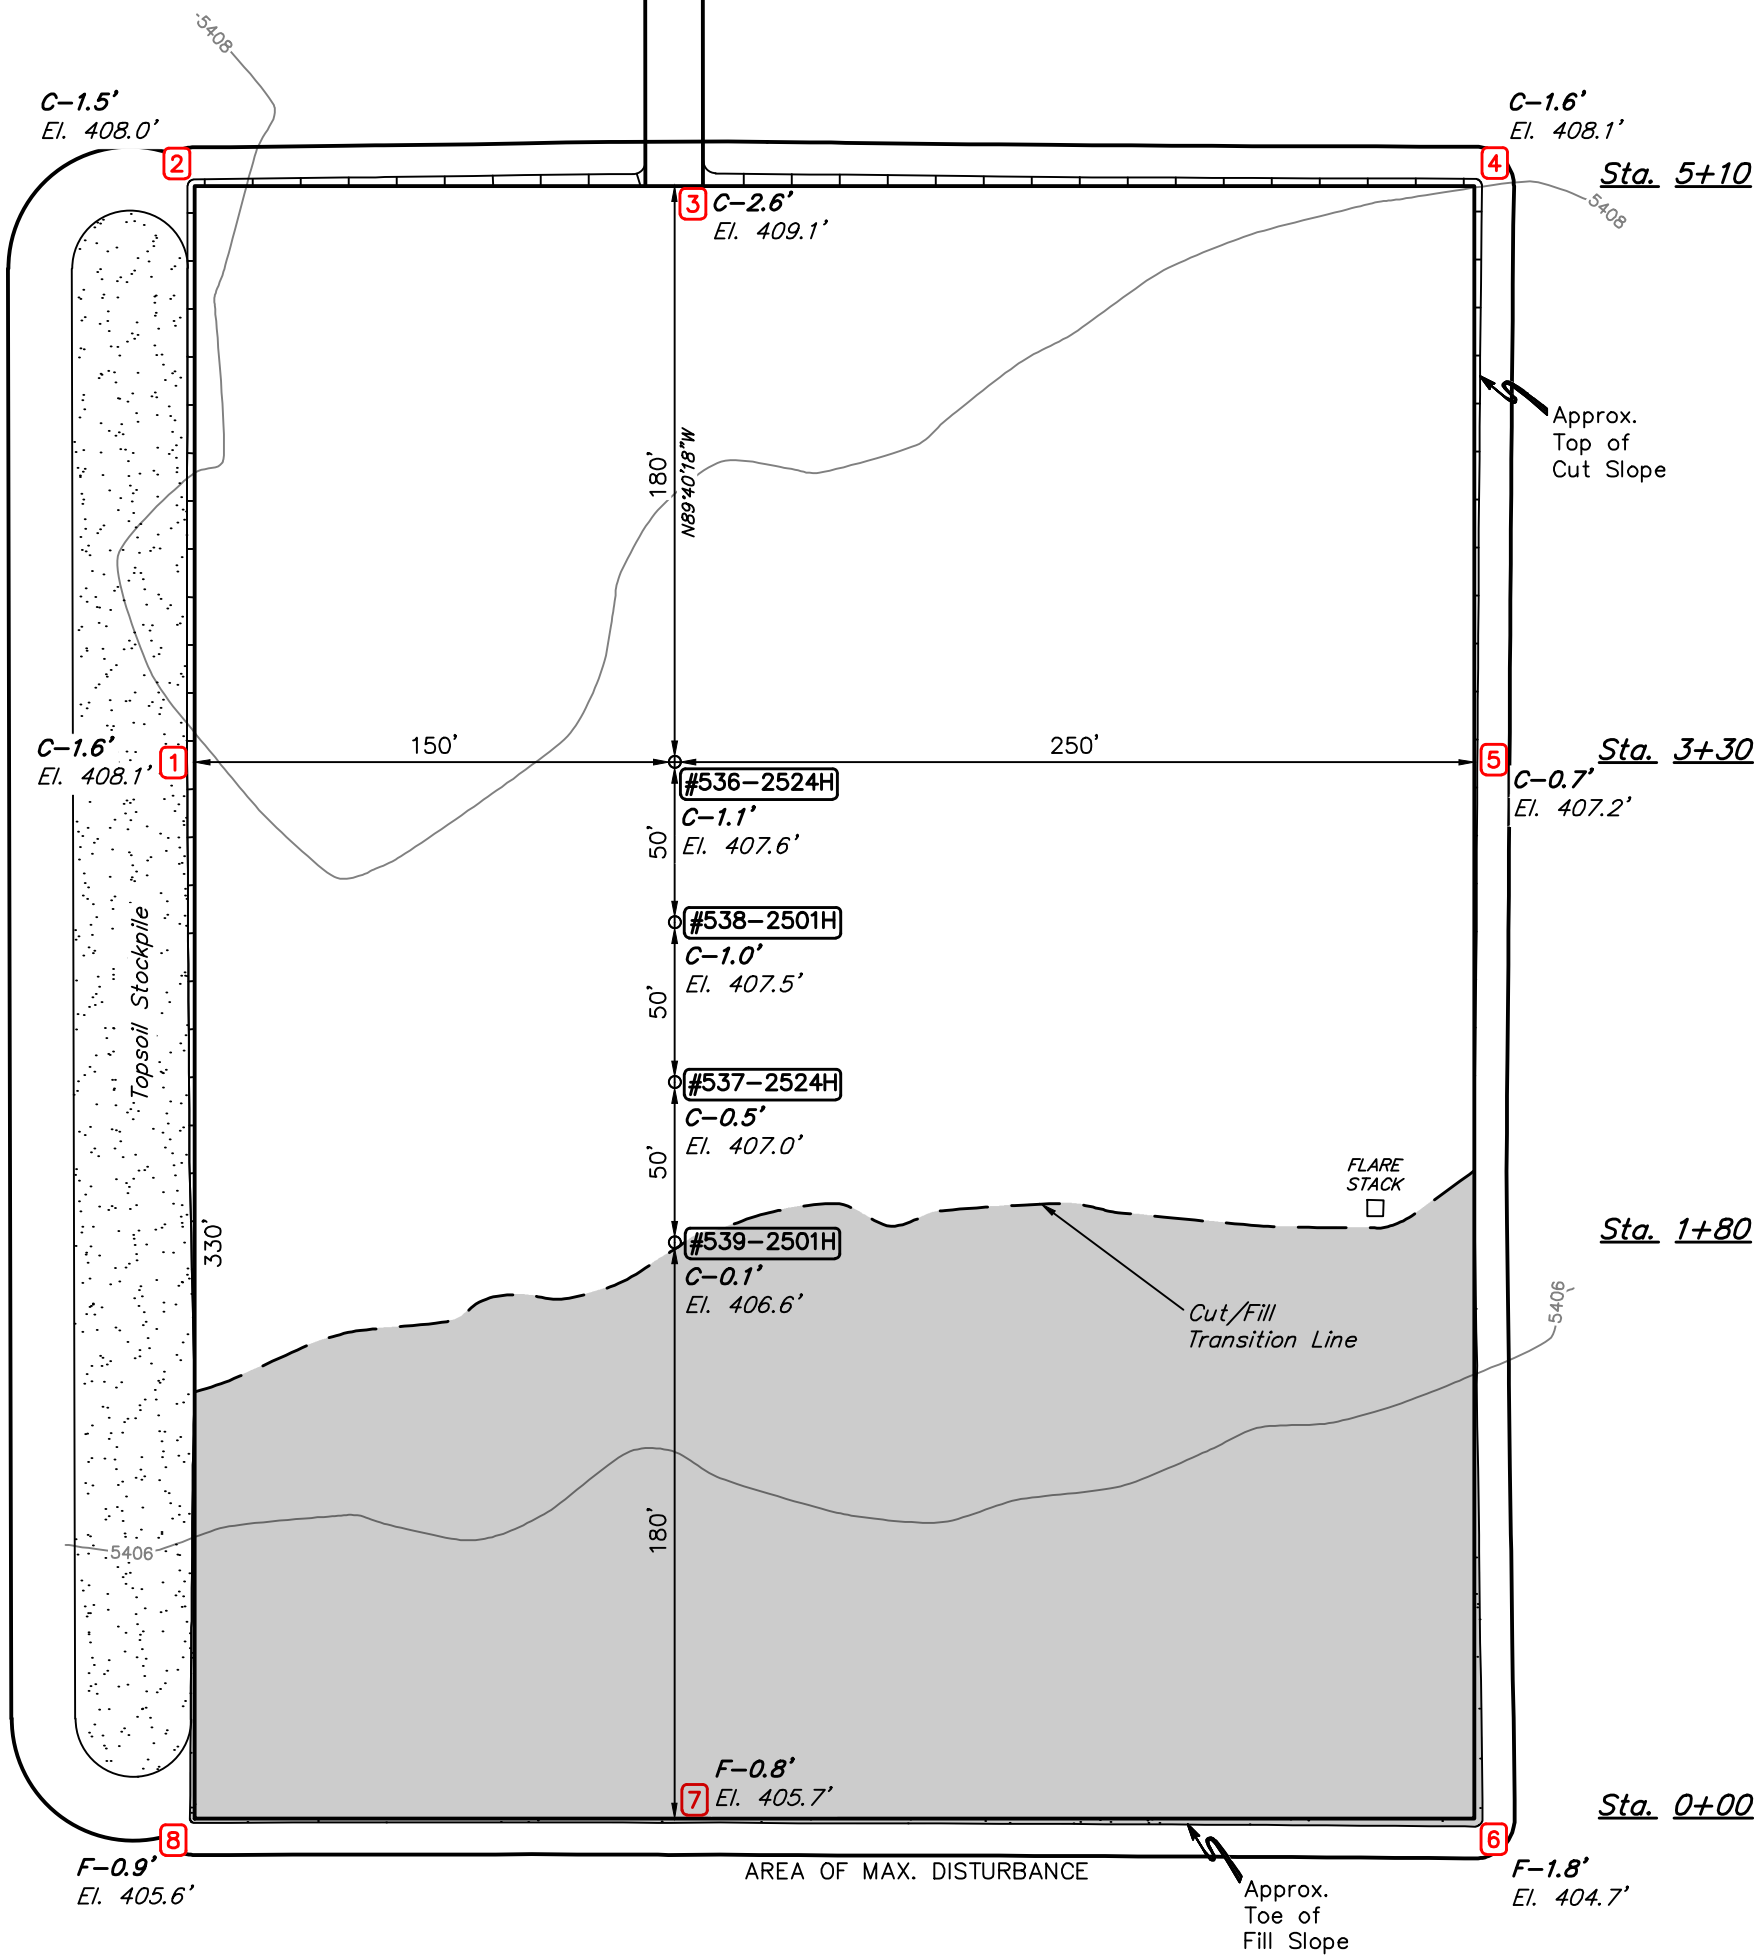 5408
C-1.5'
El. 408.0'
2
C-1.6'
El. 408.1'
4
Sta. 5+10
3
C-2.6'
El. 409.1'
5408
Approx.
Top of
Cut Slope
180'
N89°40'18"W
C-1.6'
El. 408.1'
1
150'
250'
5
Sta. 3+30
C-0.7'
El. 407.2'
#536-2524H
C-1.1'
El. 407.6'
50'
#538-2501H
C-1.0'
El. 407.5'
Topsoil Stockpile
50'
#537-2524H
C-0.5'
El. 407.0'
50'
FLARE
STACK
330'
#539-2501H
C-0.1'
El. 406.6'
Sta. 1+80
Cut/Fill
Transition Line
5406
180'
5406
F-0.8'
7
El. 405.7'
Sta. 0+00
8
F-0.9'
El. 405.6'
AREA OF MAX. DISTURBANCE
6
F-1.8'
El. 404.7'
Approx.
Toe of
Fill Slope